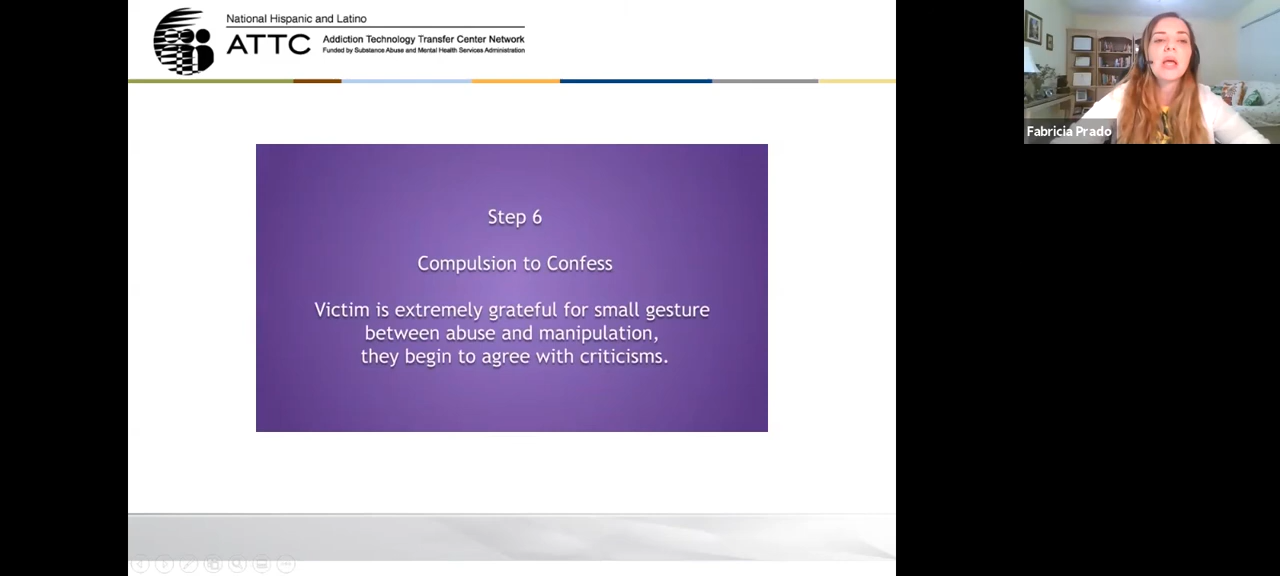 National Hispanic and Latino
ATTC
Addiction Technology Transfer Center Network
Funded by Substance Abuse and Mental Health Services Administration
Fabricia Prado
Step 6
Compulsion to Confess
Victim is extremely grateful for small gesture
between abuse and manipulation,
they begin to agree with criticisms.